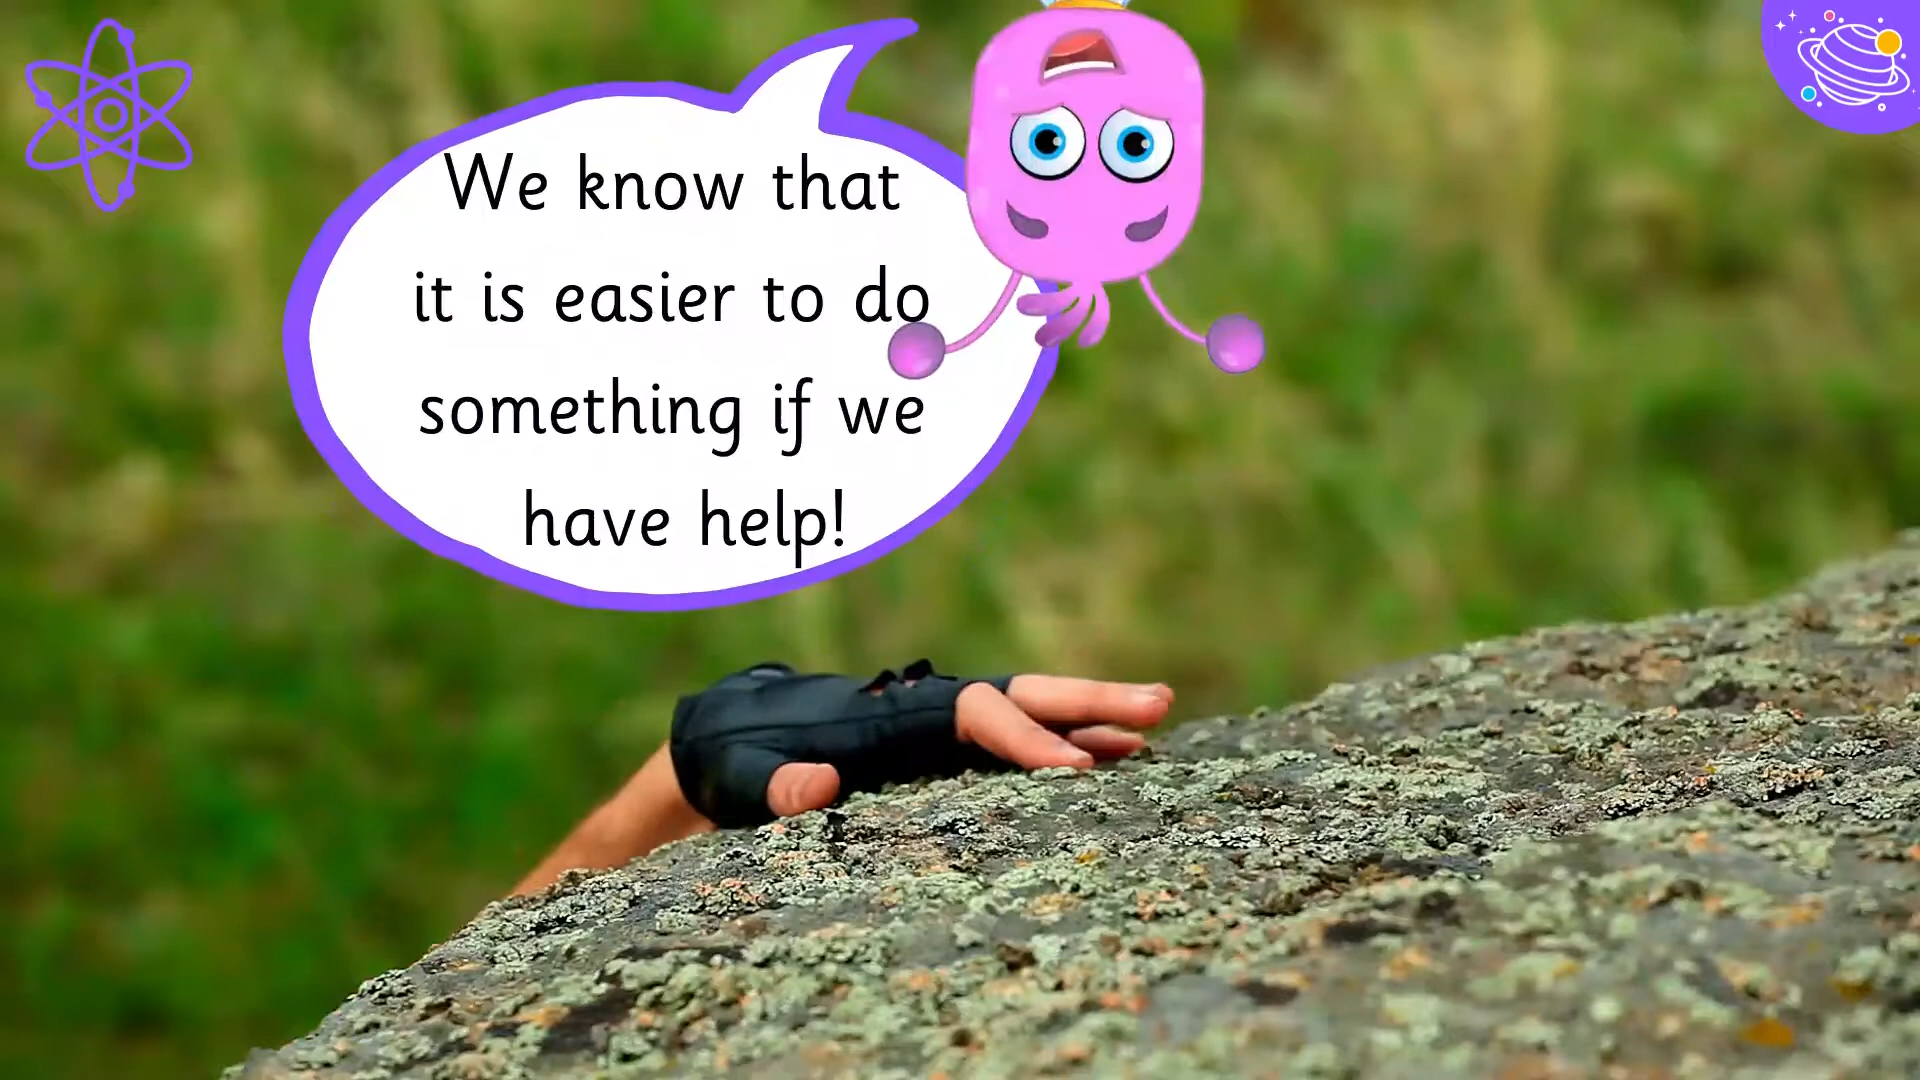 We know that
it is easier to do
something if we
have help!